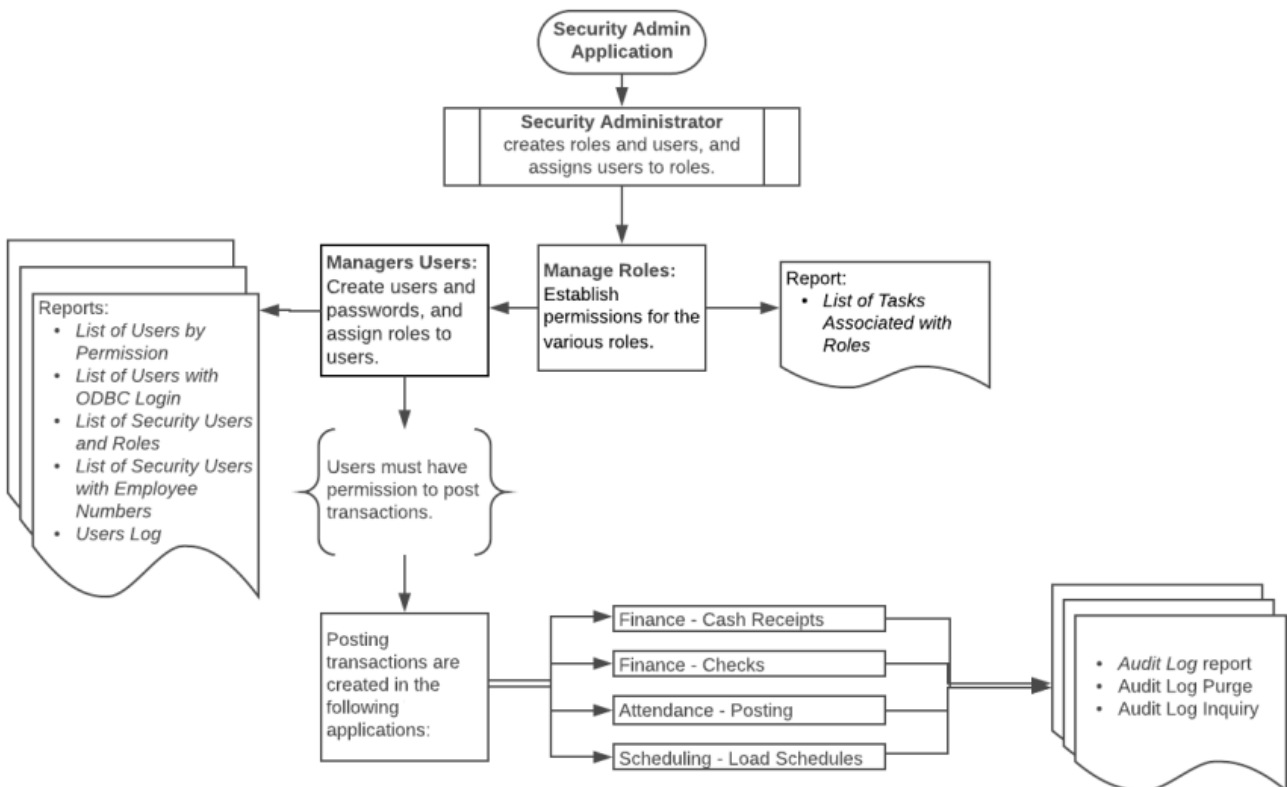 Security Admin
Application
Security Administrator
creates roles and users, and
assigns users to roles.
Managers Users:
Create users and
passwords, and
assign roles to
users.
Manage Roles:
Establish
permissions for the
various roles.
Report:
• List of Tasks
Associated with
Roles
Reports:
• List of Users by
Permission
• List of Users with
ODBC Login
• List of Security Users
and Roles
• List of Security Users
with Employee
Numbers
• Users Log
Users must have
permission to post
transactions.
Posting
transactions are
created in the
following
applications:
Finance - Cash Receipts
Finance - Checks
Attendance - Posting
Scheduling - Load Schedules
• Audit Log report
• Audit Log Purge
• Audit Log Inquiry